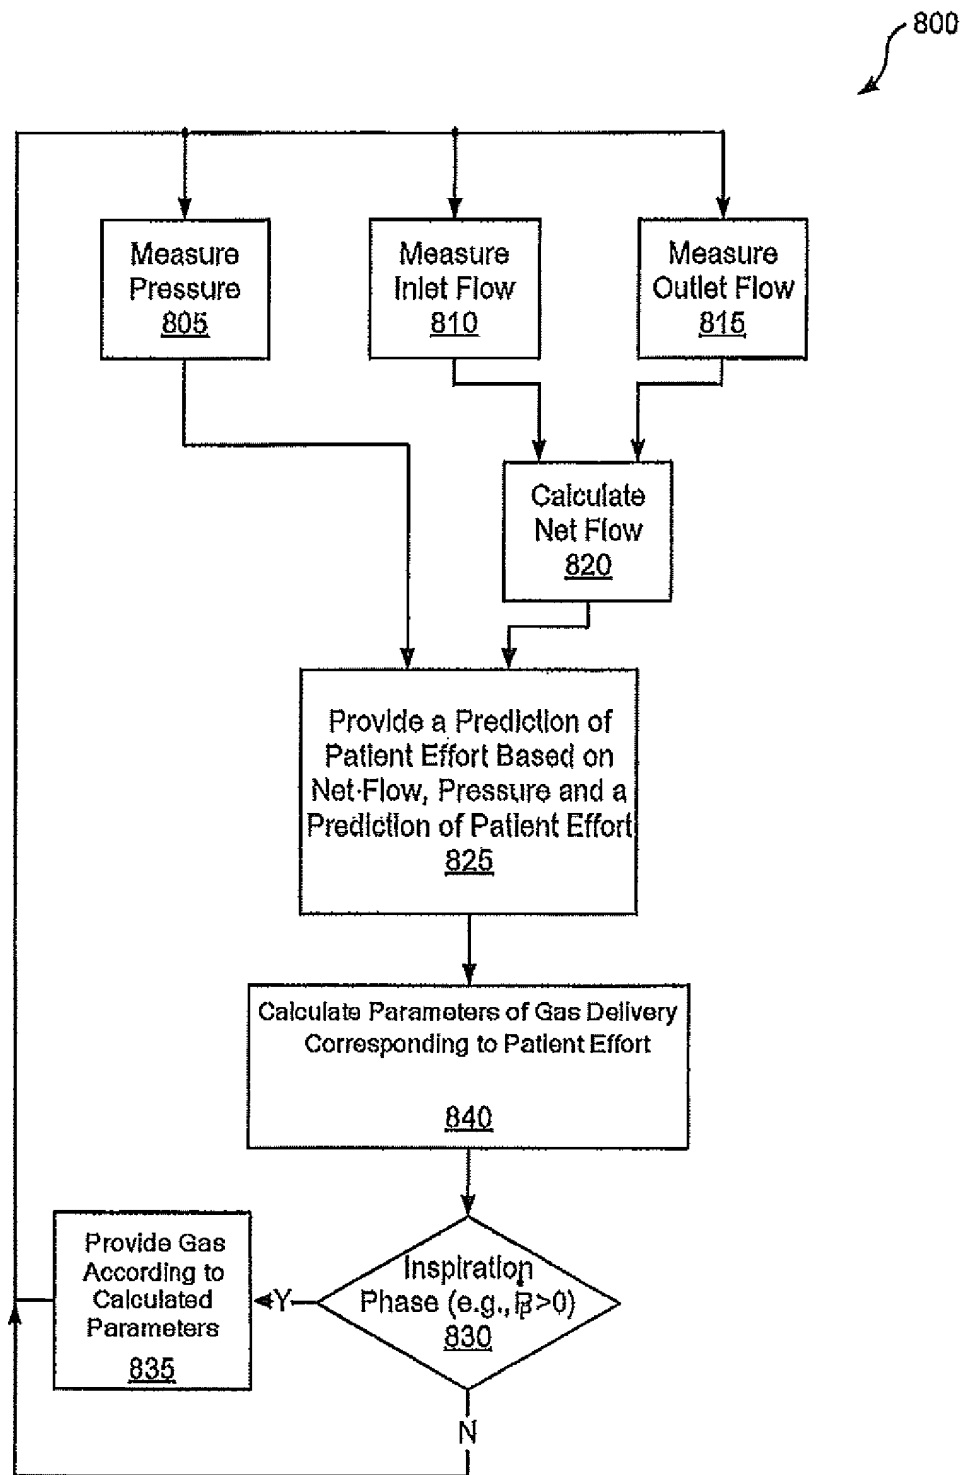 800
Measure
Pressure
805
Measure
Inlet Flow
810
Measure
Outlet Flow
815
Calculate
Net Flow
820
Provide a Prediction of
Patient Effort Based on
Net-Flow, Pressure and a
Prediction of Patient Effort
825
Calculate Parameters of Gas Delivery
Corresponding to Patient Effort
840
Inspiration
Phase (e.g., >0)
830
Y
Provide Gas
According to
Calculated
Parameters
835
N